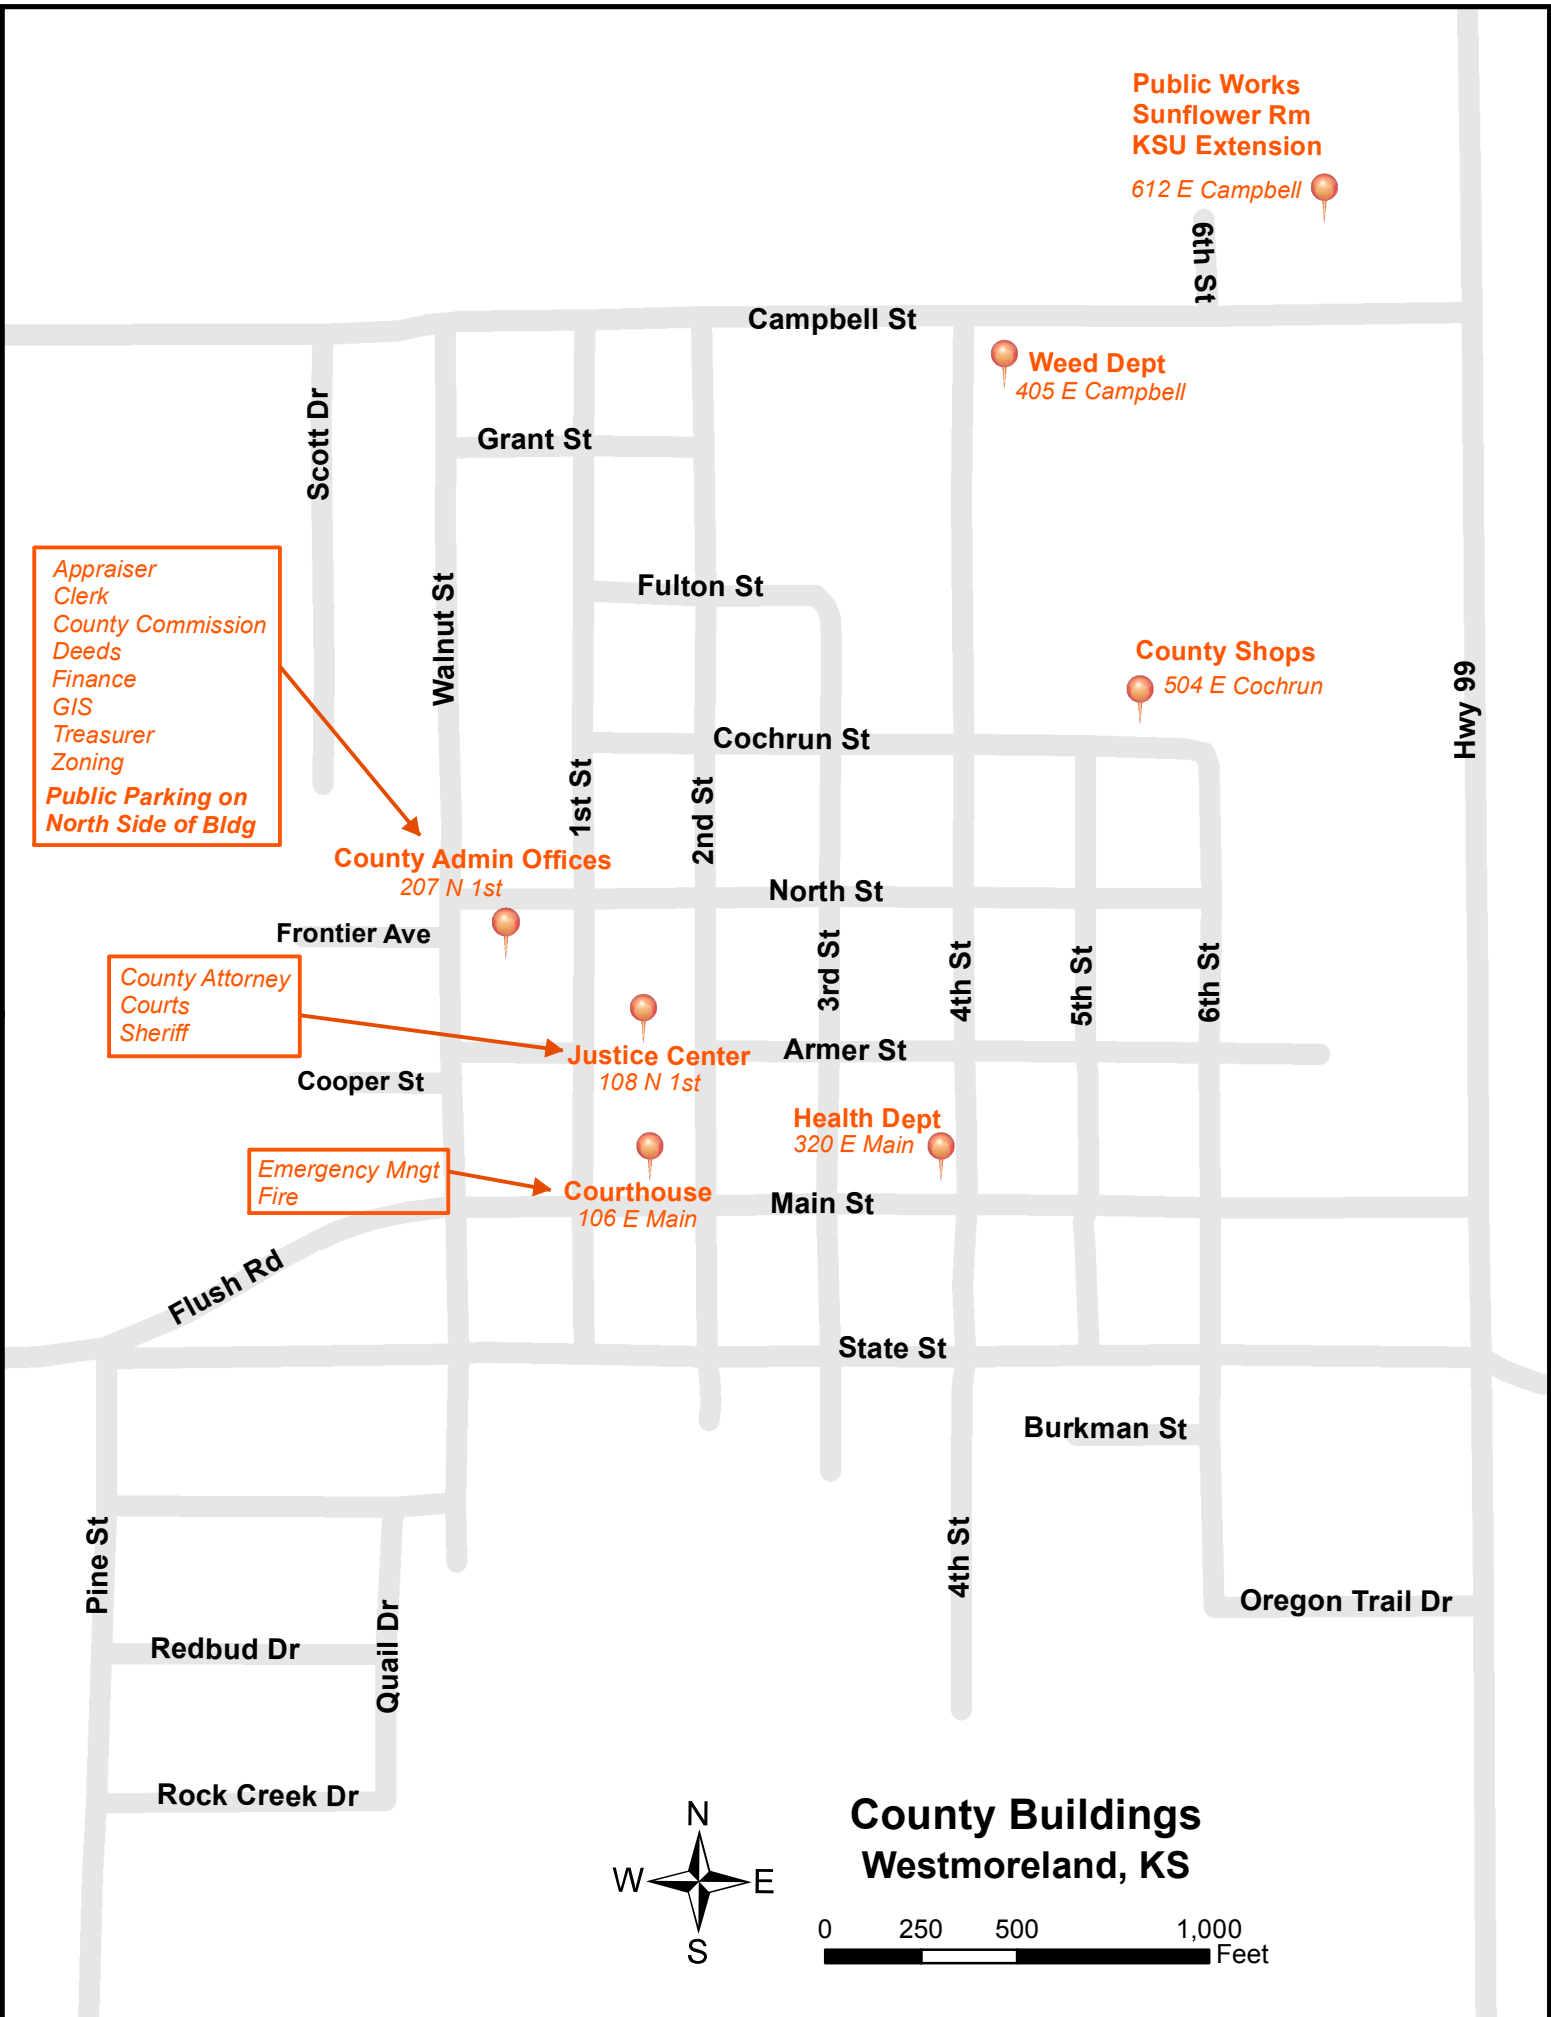 Public Works
Sunflower Rm
KSU Extension
612 E Campbell
6th St
Campbell St
Weed Dept
405 E Campbell
Scott Dr
Grant St
Appraiser
Clerk
County Commission
Deeds
Finance
GIS
Treasurer
Zoning
Public Parking on
North Side of Bldg
Walnut St
Fulton St
County Shops
504 E Cochrun
Hwy 99
Cochrun St
1st St
2nd St
County Admin Offices
207 N 1st
North St
Frontier Ave
3rd St
4th St
5th St
6th St
County Attorney
Courts
Sheriff
Justice Center
108 N 1st
Armer St
Cooper St
Health Dept
320 E Main
Emergency Mngt
Fire
Courthouse
106 E Main
Main St
Flush Rd
State St
Burkman St
Pine St
4th St
Oregon Trail Dr
Redbud Dr
Quail Dr
Rock Creek Dr
N
W
E
S
County Buildings
Westmoreland, KS
0 250 500 1,000
Feet